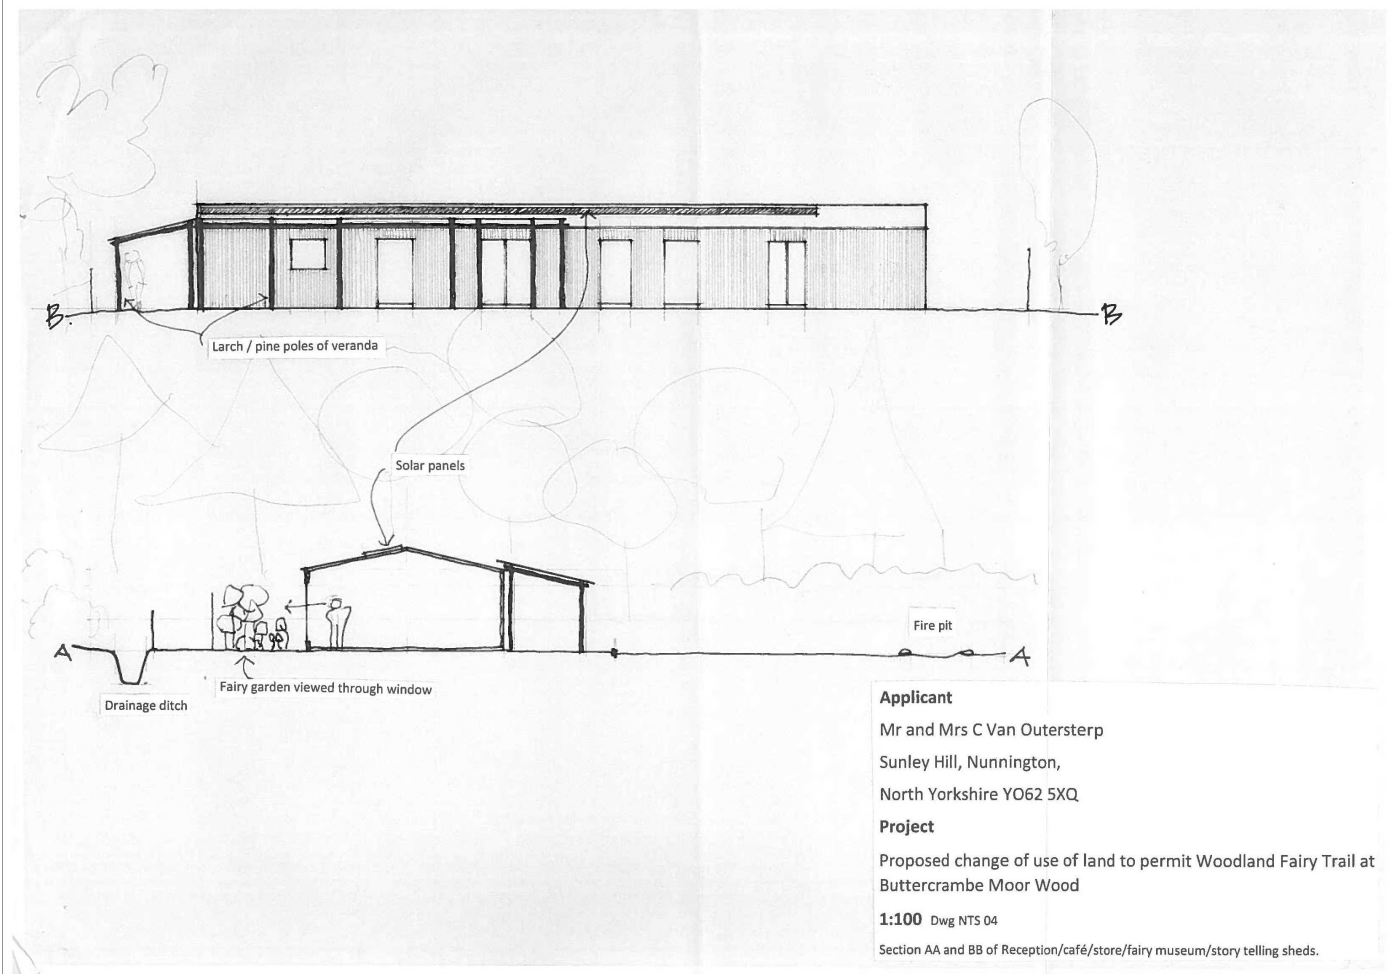 B
B
Larch / pine poles of veranda
Solar panels
A
A
Fire pit
Fairy garden viewed through window
Drainage ditch
Applicant
Mr and Mrs C Van Outersterp
Sunley Hill, Nunnington,
North Yorkshire YO62 5XQ
Project
Proposed change of use of land to permit Woodland Fairy Trail at
Buttercrambe Moor Wood
1:100 Dwg NTS 04
Section AA and BB of Reception/café/store/fairy museum/story telling sheds.